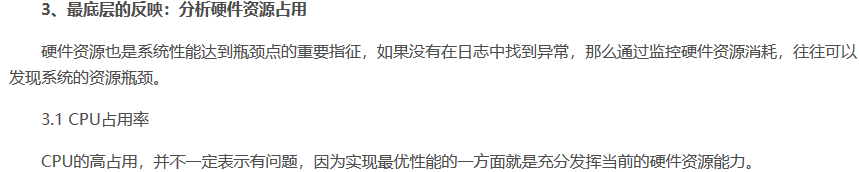 3、最底层的反映：分析硬件资源占用
硬件资源也是系统性能达到瓶颈点的重要指征，如果没有在日志中找到异常，那么通过监控硬件资源消耗，往往可以
发现系统的资源瓶颈。
3.1 CPU占用率
CPU的高占用，并不一定表示有问题，因为实现最优性能的一方面就是充分发挥当前的硬件资源能力。